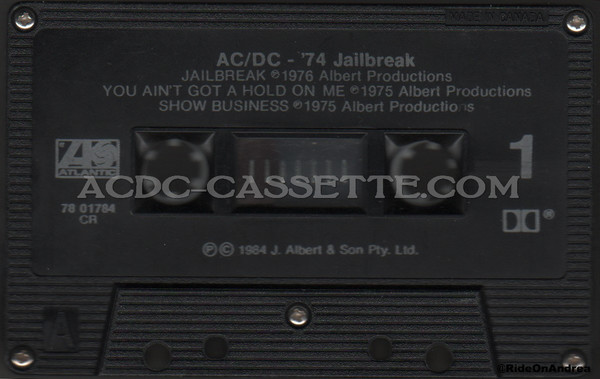 MADE IN CANADA
AC/DC - '74 Jailbreak
JAILBREAK ℗1976 Albert Productions
YOU AIN'T GOT A HOLD ON ME ℗1975 Albert Productions
SHOW BUSINESS ℗1975 Albert Productions
1
ATLANTIC
ACDC-CASSETTE.COM
78 01784
CR
®
℗© 1984 J. Albert & Son Pty. Ltd.
A
©RideOnAndrea